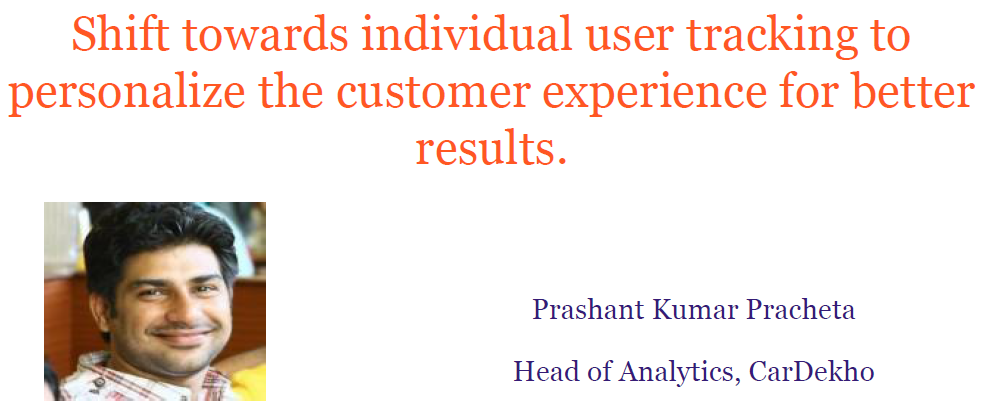 Shift towards individual user tracking to
personalize the customer experience for better
results.
Prashant Kumar Pracheta
Head of Analytics, CarDekho